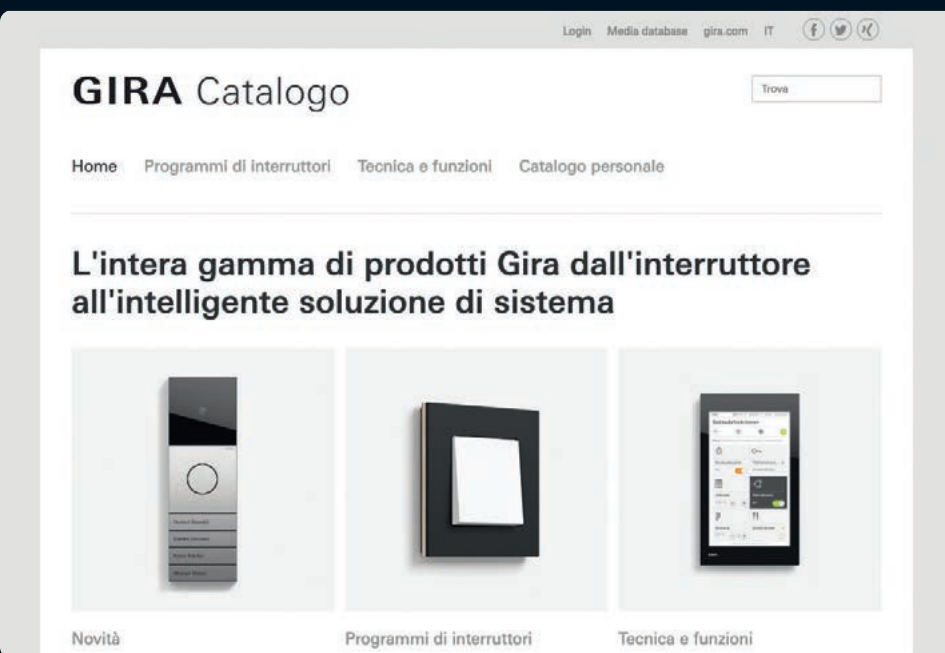 Login Media database gira.com IT
GIRA Catalogo
Trova
Home Programmi di interruttori Tecnica e funzioni Catalogo personale
L'intera gamma di prodotti Gira dall'interruttore
all'intelligente soluzione di sistema
Novità Programmi di interruttori Tecnica e funzioni